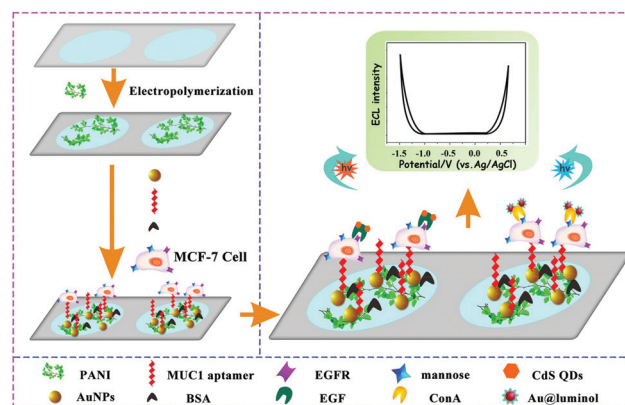 Electropolymerization
MCF-7 Cell
ECL intensity
-1.5 -1.0 -0.5 0.0 0.5
Potential/V (vs.Ag/AgCl)
hν
hν
PANI
MUC1 aptamer
EGFR
mannose
CdS QDs
AuNPs
BSA
EGF
ConA
Au@luminol